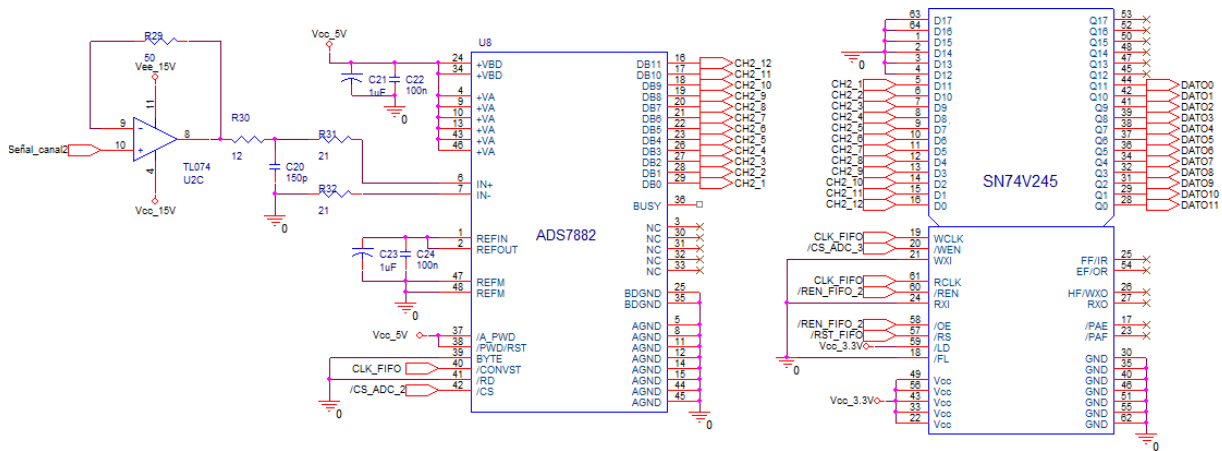 R29
50
Vee_15V
11
9
10
8
Señal_canal2
TL074
U2C
4
Vcc_15V
R30
12
C20
150p
0
R31
21
R32
21
Vcc_5V
C21
1uF
C22
100n
0
C23
1uF
C24
100n
0
Vcc_5V
CLK_FIFO
/CS_ADC_2
0
U8
ADS7882
24 +VBD
34 +VBD
4 +VA
9 +VA
10 +VA
13 +VA
43 +VA
46 +VA
6 IN+
7 IN-
1 REFIN
2 REFOUT
47 REFM
48 REFM
37 /A_PWD
38 /PWD/RST
39 BYTE
40 /CONVST
41 /RD
42 /CS
DB11 16 CH2_12
DB10 17 CH2_11
DB9 18 CH2_10
DB8 19 CH2_9
DB7 20 CH2_8
DB6 21 CH2_7
DB5 22 CH2_6
DB4 23 CH2_5
DB3 26 CH2_4
DB2 27 CH2_3
DB1 28 CH2_2
DB0 29 CH2_1
BUSY 36
NC 3
NC 30
NC 31
NC 32
NC 33
BDGND 25
BDGND 35
AGND 5
AGND 8
AGND 11
AGND 12
AGND 14
AGND 15
AGND 44
AGND 45
0
SN74V245
63 D17
64 D16
1 D15
2 D14
3 D13
4 D12
0
CH2_1 5 D11
CH2_2 6 D10
CH2_3 7 D9
CH2_4 8 D8
CH2_5 9 D7
CH2_6 10 D6
CH2_7 11 D5
CH2_8 12 D4
CH2_9 13 D3
CH2_10 14 D2
CH2_11 15 D1
CH2_12 16 D0
Q17 53
Q16 52
Q15 50
Q14 48
Q13 47
Q12 45
Q11 44 DATO0
Q10 42 DATO1
Q9 41 DATO2
Q8 39 DATO3
Q7 38 DATO4
Q6 37 DATO5
Q5 36 DATO6
Q4 34 DATO7
Q3 32 DATO8
Q2 31 DATO9
Q1 29 DATO10
Q0 28 DATO11
CLK_FIFO 19 WCLK
/CS_ADC_3 20 /WEN
21 WXI
CLK_FIFO 61 RCLK
/REN_FIFO_2 60 /REN
24 RXI
/REN_FIFO_2 58 /OE
/RST_FIFO 57 /RS
Vcc_3.3V 59 /LD
0 18 /FL
Vcc_3.3V
49 Vcc
56 Vcc
43 Vcc
33 Vcc
22 Vcc
FF/IR 25
EF/OR 54
HF/WXO 26
RXO 27
/PAE 17
/PAF 23
GND 30
GND 35
GND 40
GND 46
GND 51
GND 55
GND 62
0